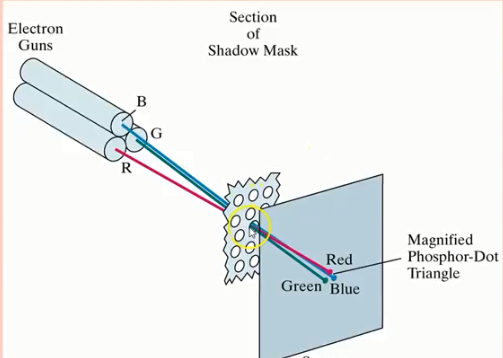 Section
of
Shadow Mask
Electron
Guns
B
G
R
Red
Green Blue
Magnified
Phosphor-Dot
Triangle